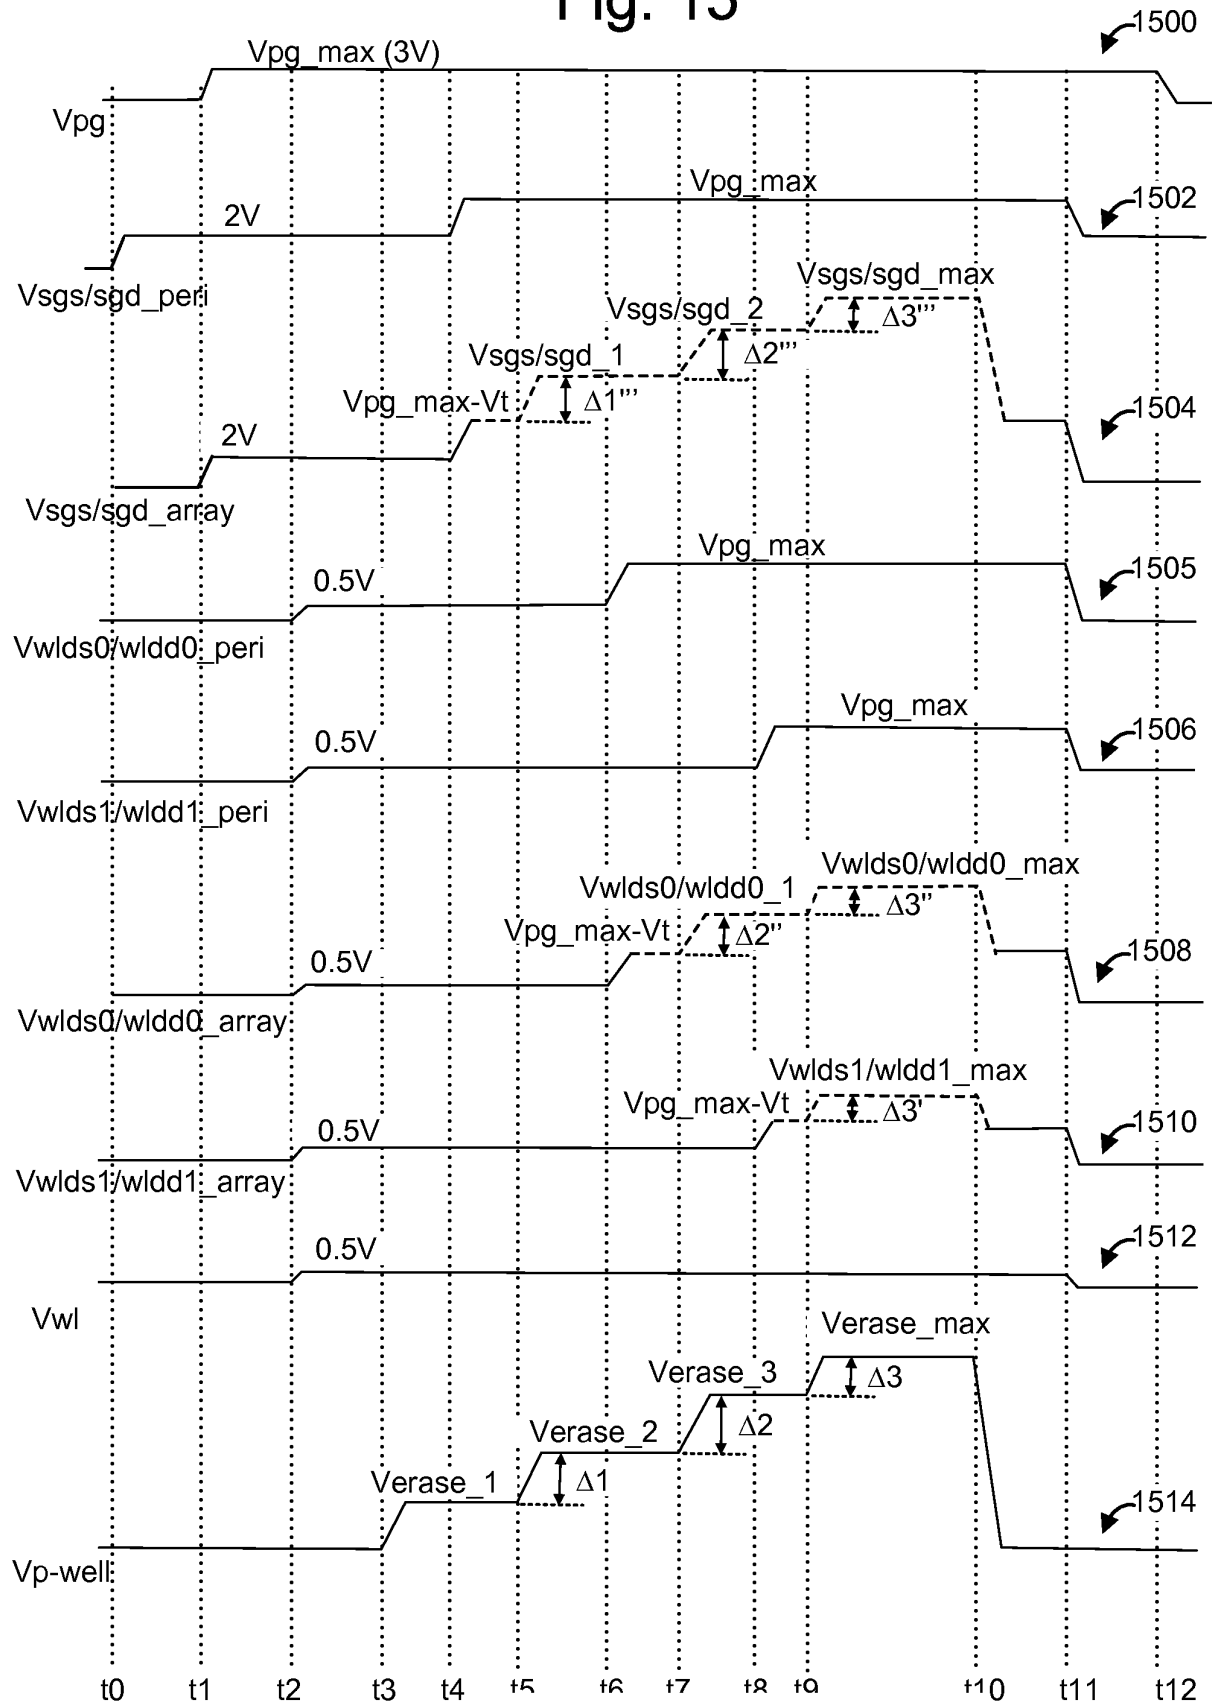 Fig. 15
1500
Vpg_max (3V)
Vpg
Vpg_max
1502
2V
Vsgs/sgd_peri
Vsgs/sgd_max
Vsgs/sgd_2
Δ3'''
Vsgs/sgd_1
Δ2'''
Vpg_max-Vt
Δ1'''
1504
2V
Vsgs/sgd_array
Vpg_max
0.5V
1505
Vwlds0/wldd0_peri
Vpg_max
0.5V
1506
Vwlds1/wldd1_peri
Vwlds0/wldd0_max
Vwlds0/wldd0_1
Δ3''
Vpg_max-Vt
Δ2''
0.5V
1508
Vwlds0/wldd0_array
Vwlds1/wldd1_max
Vpg_max-Vt
Δ3'
0.5V
1510
Vwlds1/wldd1_array
0.5V
1512
Vwl
Verase_max
Verase_3
Δ3
Verase_2
Δ2
Verase_1
Δ1
1514
Vp-well
t0 t1 t2 t3 t4 t5 t6 t7 t8 t9 t10 t11 t12